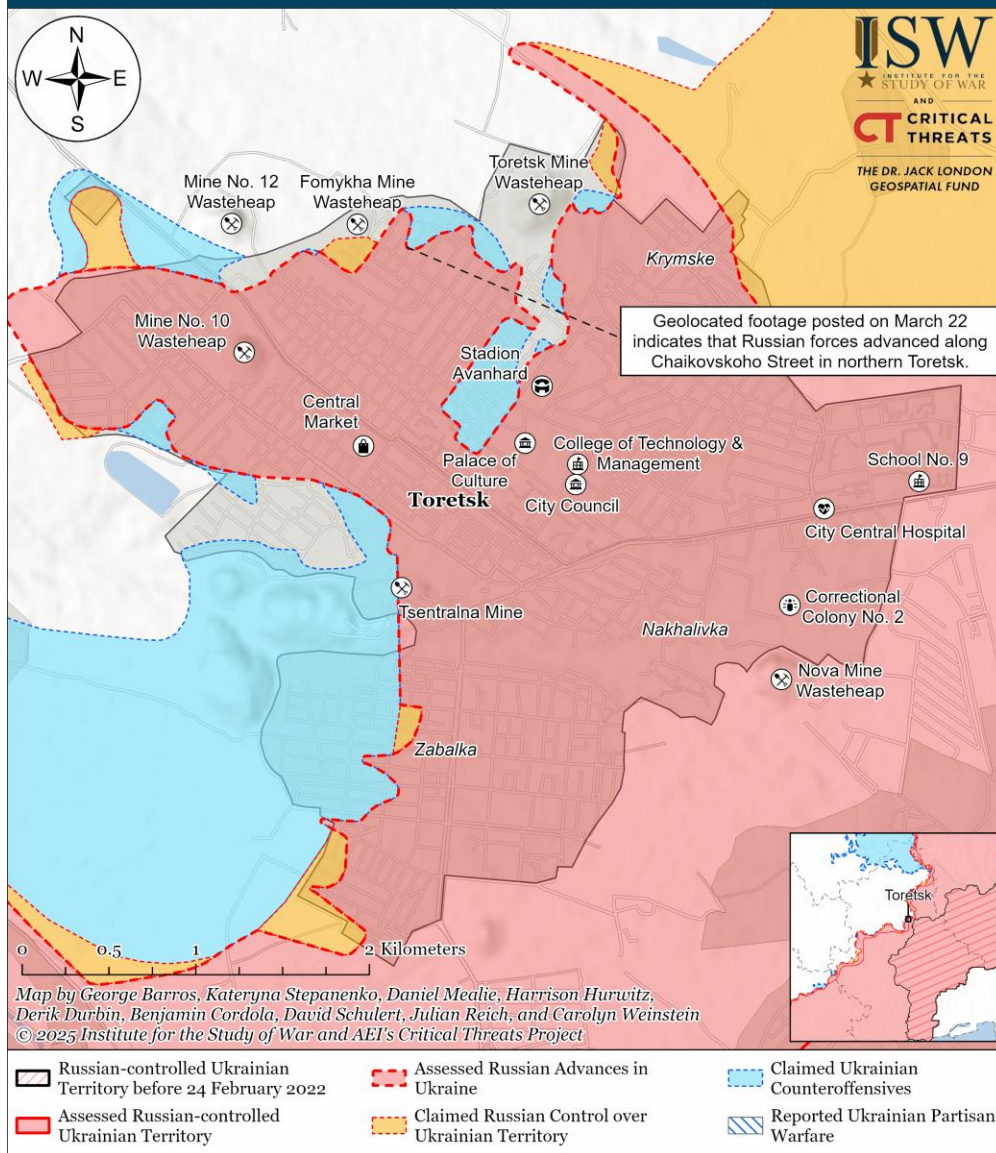 N
W E
S
ISW
INSTITUTE FOR THE
STUDY OF WAR
AND
CT CRITICAL
THREATS
THE DR. JACK LONDON
GEOSPATIAL FUND
Mine No. 12
Wasteheap
Fomykha Mine
Wasteheap
Toretsk Mine
Wasteheap
Krymske
Geolocated footage posted on March 22
indicates that Russian forces advanced along
Chaikovskoho Street in northern Toretsk.
Mine No. 10
Wasteheap
Stadion
Avanhard
Central
Market
Palace of
Culture
College of Technology &
Management
School No. 9
Toretsk
City Council
City Central Hospital
Tsentralna Mine
Correctional
Colony No. 2
Nakhalivka
Nova Mine
Wasteheap
Zabalka
Toretsk
0 0.5 1 2 Kilometers
Map by George Barros, Kateryna Stepanenko, Daniel Mealie, Harrison Hurwitz,
Derik Durbin, Benjamin Cordola, David Schulert, Julian Reich, and Carolyn Weinstein
© 2025 Institute for the Study of War and AEI's Critical Threats Project
Russian-controlled Ukrainian
Territory before 24 February 2022
Assessed Russian-controlled
Ukrainian Territory
Assessed Russian Advances in
Ukraine
Claimed Russian Control over
Ukrainian Territory
Claimed Ukrainian
Counteroffensives
Reported Ukrainian Partisan
Warfare